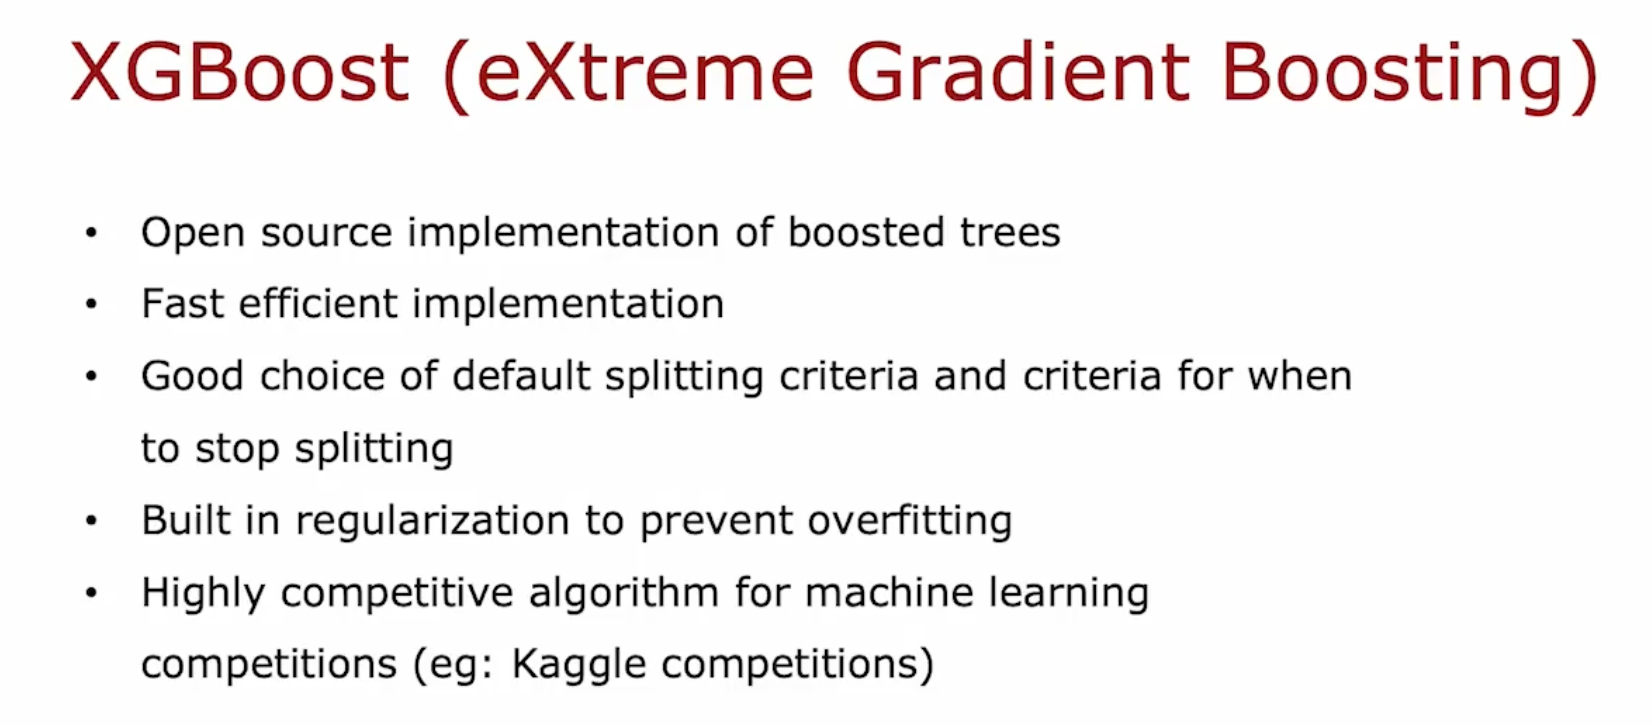 XGBoost (eXtreme Gradient Boosting)
• Open source implementation of boosted trees
• Fast efficient implementation
• Good choice of default splitting criteria and criteria for when
to stop splitting
• Built in regularization to prevent overfitting
• Highly competitive algorithm for machine learning
competitions (eg: Kaggle competitions)